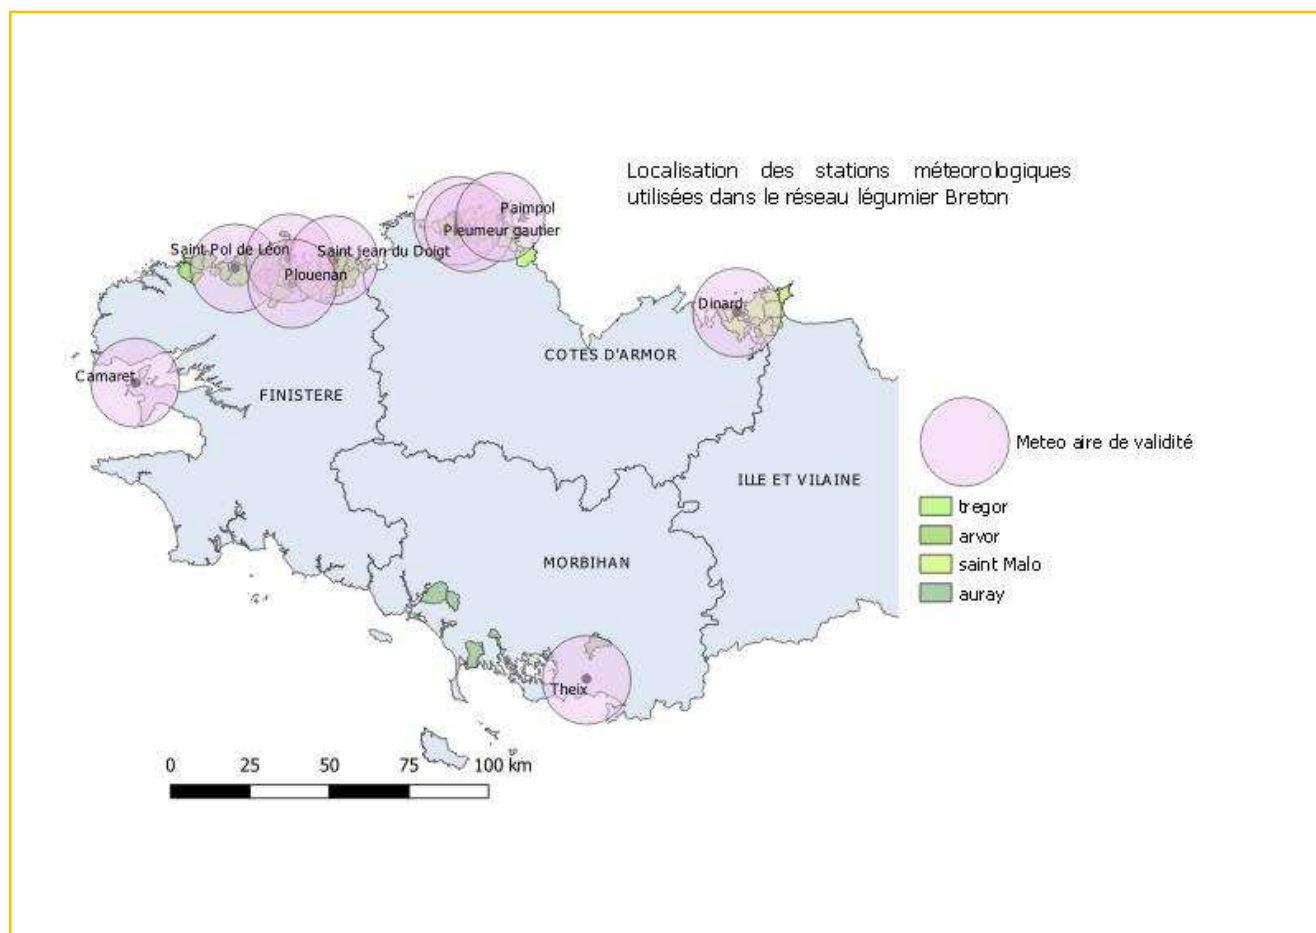 Localisation des stations méteorologiques
utilisées dans le réseau légumier Breton
Paimpol
Pleumeur gautier
Saint Pol de Léon
Saint jean du Doigt
Plouenan
Dinard
COTES D'ARMOR
Camaret
FINISTERE
Meteo aire de validité
ILLE ET VILAINE
tregor
arvor
MORBIHAN
saint Malo
auray
Theix
0 25 50 75 100 km